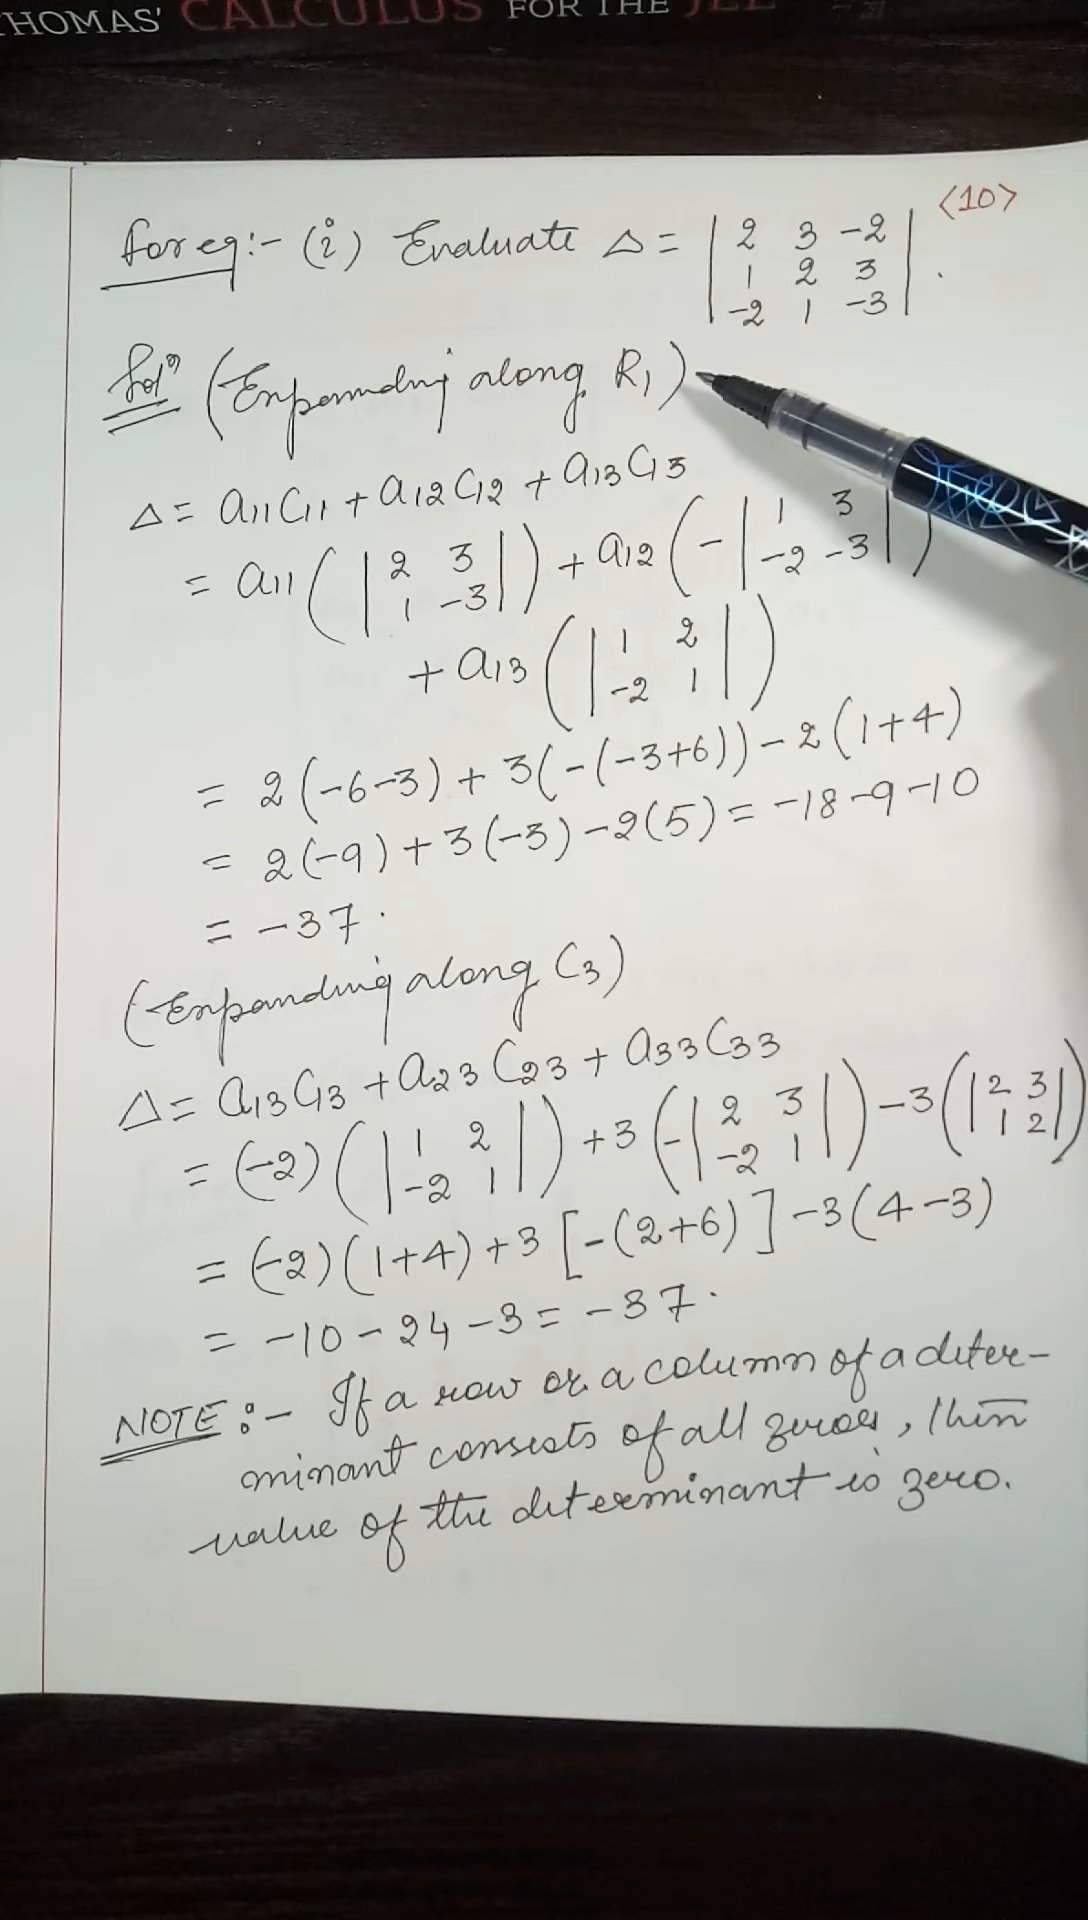 THOMAS' CALCULUS FOR THE JEE
<10>
For eg:- (i) Evaluate Δ = | 2 3 -2 |
| 1 2 3 | .
| -2 1 -3 |
Solⁿ (Expanding along R₁)
Δ = a₁₁C₁₁ + a₁₂C₁₂ + a₁₃C₁₃
= a₁₁ ( | 2 3 | ) + a₁₂ ( - | 1 3 | )
| 1 -3 | | -2 -3 |
+ a₁₃ ( | 1 2 | )
| -2 1 |
= 2(-6-3) + 3(-(-3+6)) - 2(1+4)
= 2(-9) + 3(-3) - 2(5) = -18-9-10
= -37.
(Expanding along C₃)
Δ = a₁₃C₁₃ + a₂₃C₂₃ + a₃₃C₃₃
= (-2) ( | 1 2 | ) + 3 ( - | 2 3 | ) - 3 ( | 2 3 | )
| -2 1 | | -2 1 | | 1 2 |
= (-2)(1+4) + 3[-(2+6)] - 3(4-3)
= -10 - 24 - 3 = -37.
NOTE :- If a row or a column of a deter-
minant consists of all zeroes, then
value of the determinant is zero.